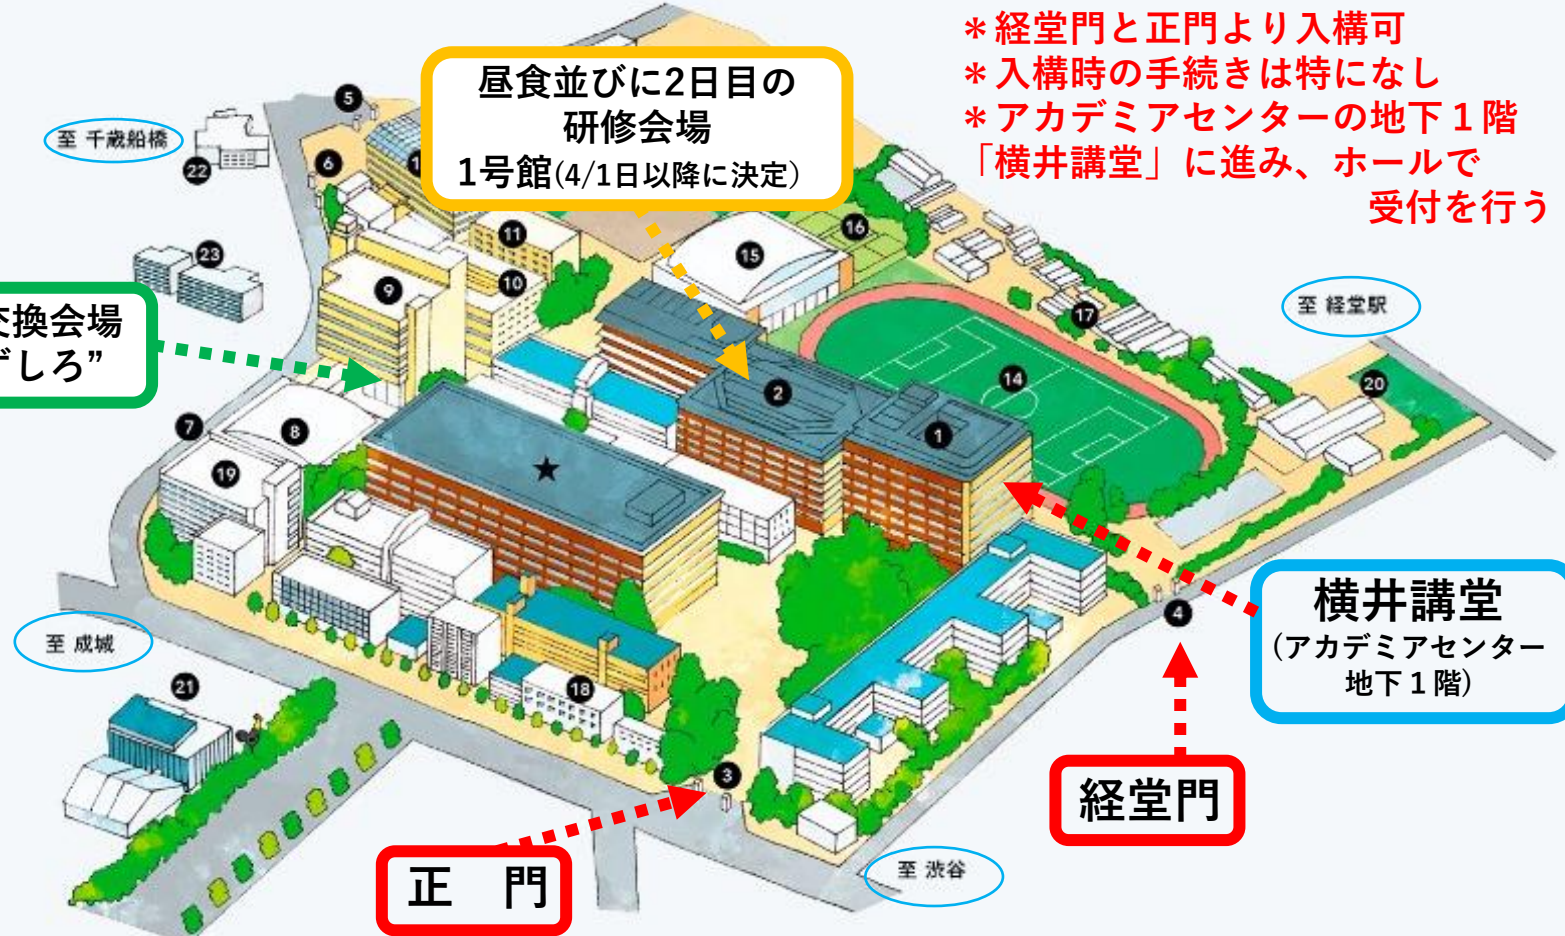 ＊経堂門と正門より入構可
＊入構時の手続きは特になし
＊アカデミアセンターの地下１階
「横井講堂」に進み、ホールで
受付を行う
昼食並びに2日目の
研修会場
1号館(4/1日以降に決定)
5
至 千歳船橋
22
6
11
16
15
23
10
9
交換会場
ずしろ”
至 経堂駅
17
14
20
2
1
7
8
19
★
横井講堂
(アカデミアセンター
地下１階)
4
至 成城
21
18
3
経堂門
正　門
至 渋谷